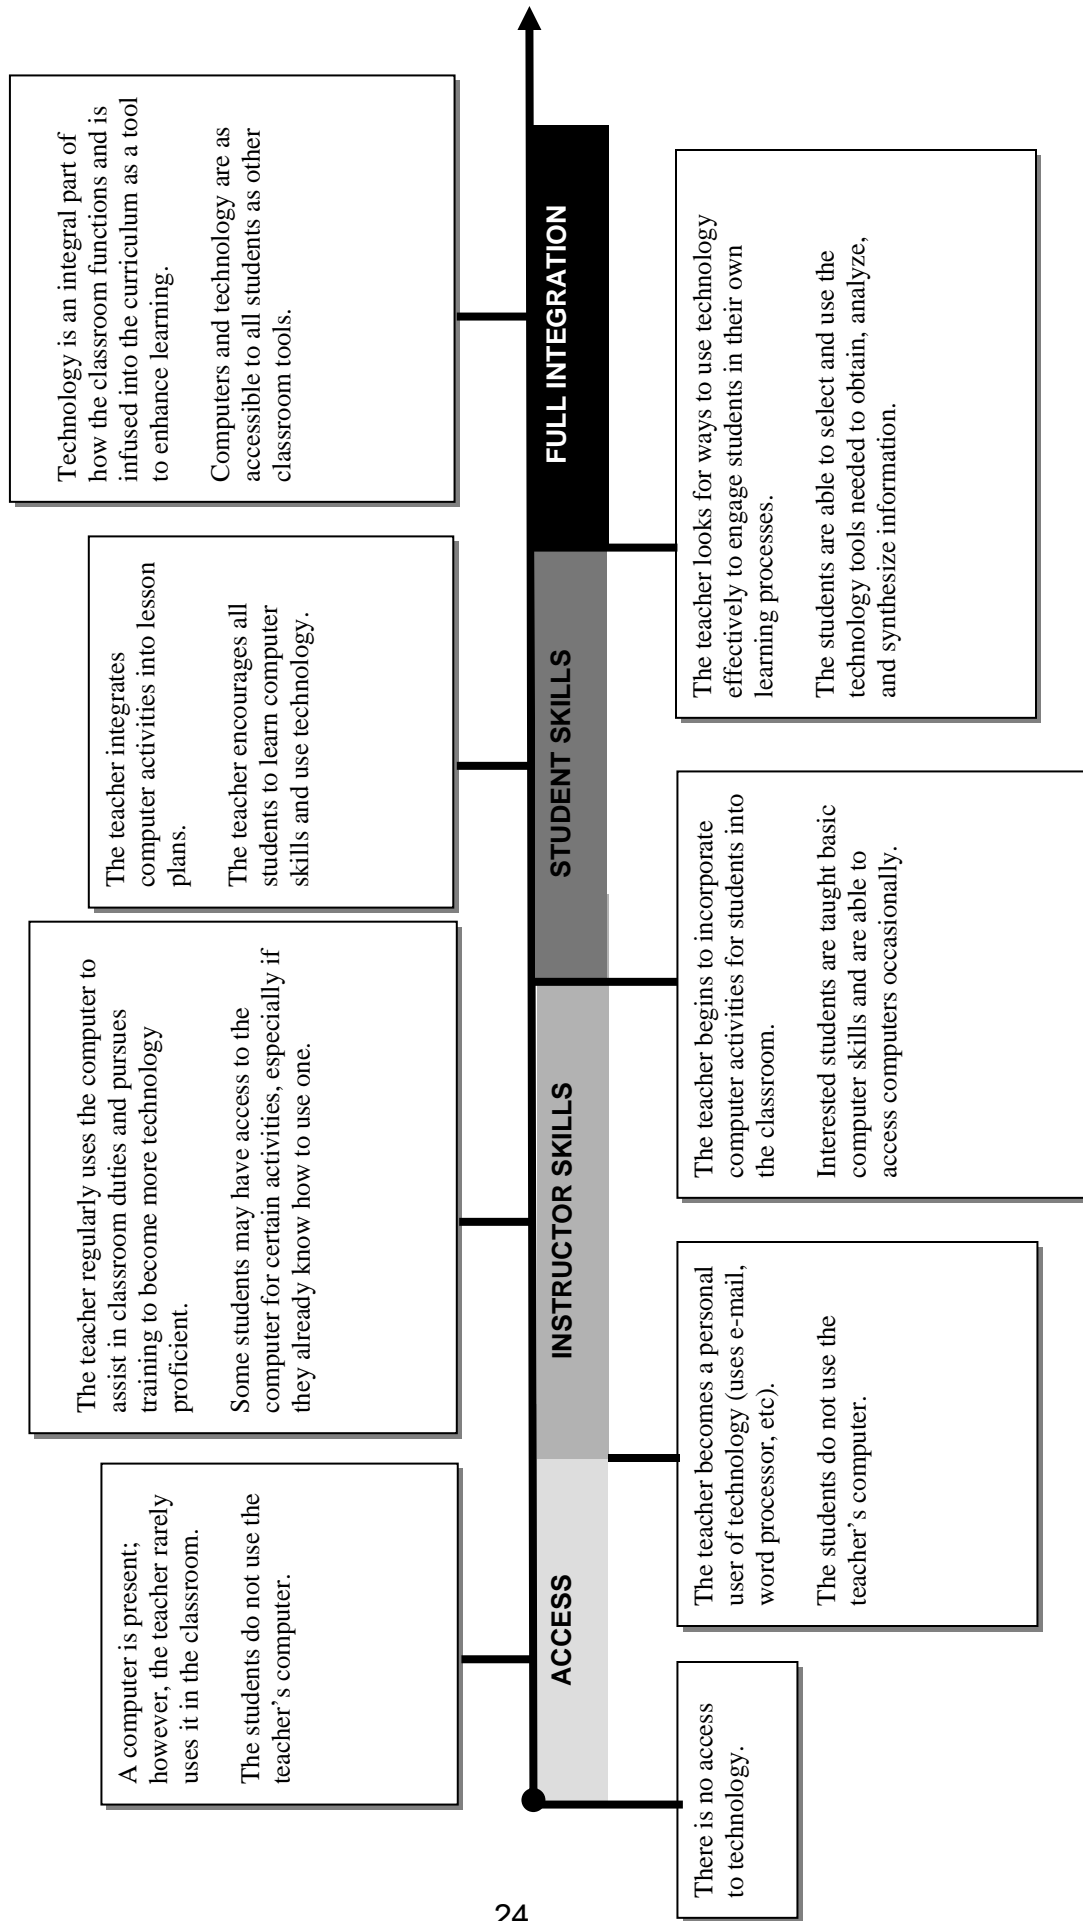 Technology is an integral part of
how the classroom functions and is
infused into the curriculum as a tool
to enhance learning.
Computers and technology are as
accessible to all students as other
classroom tools.
The teacher integrates
computer activities into lesson
plans.
The teacher encourages all
students to learn computer
skills and use technology.
The teacher regularly uses the computer to
assist in classroom duties and pursues
training to become more technology
proficient.
Some students may have access to the
computer for certain activities, especially if
they already know how to use one.
A computer is present;
however, the teacher rarely
uses it in the classroom.
The students do not use the
teacher’s computer.
FULL INTEGRATION
STUDENT SKILLS
INSTRUCTOR SKILLS
ACCESS
The teacher looks for ways to use technology
effectively to engage students in their own
learning processes.
The students are able to select and use the
technology tools needed to obtain, analyze,
and synthesize information.
The teacher begins to incorporate
computer activities for students into
the classroom.
Interested students are taught basic
computer skills and are able to
access computers occasionally.
The teacher becomes a personal
user of technology (uses e-mail,
word processor, etc).
The students do not use the
teacher’s computer.
There is no access
to technology.
24